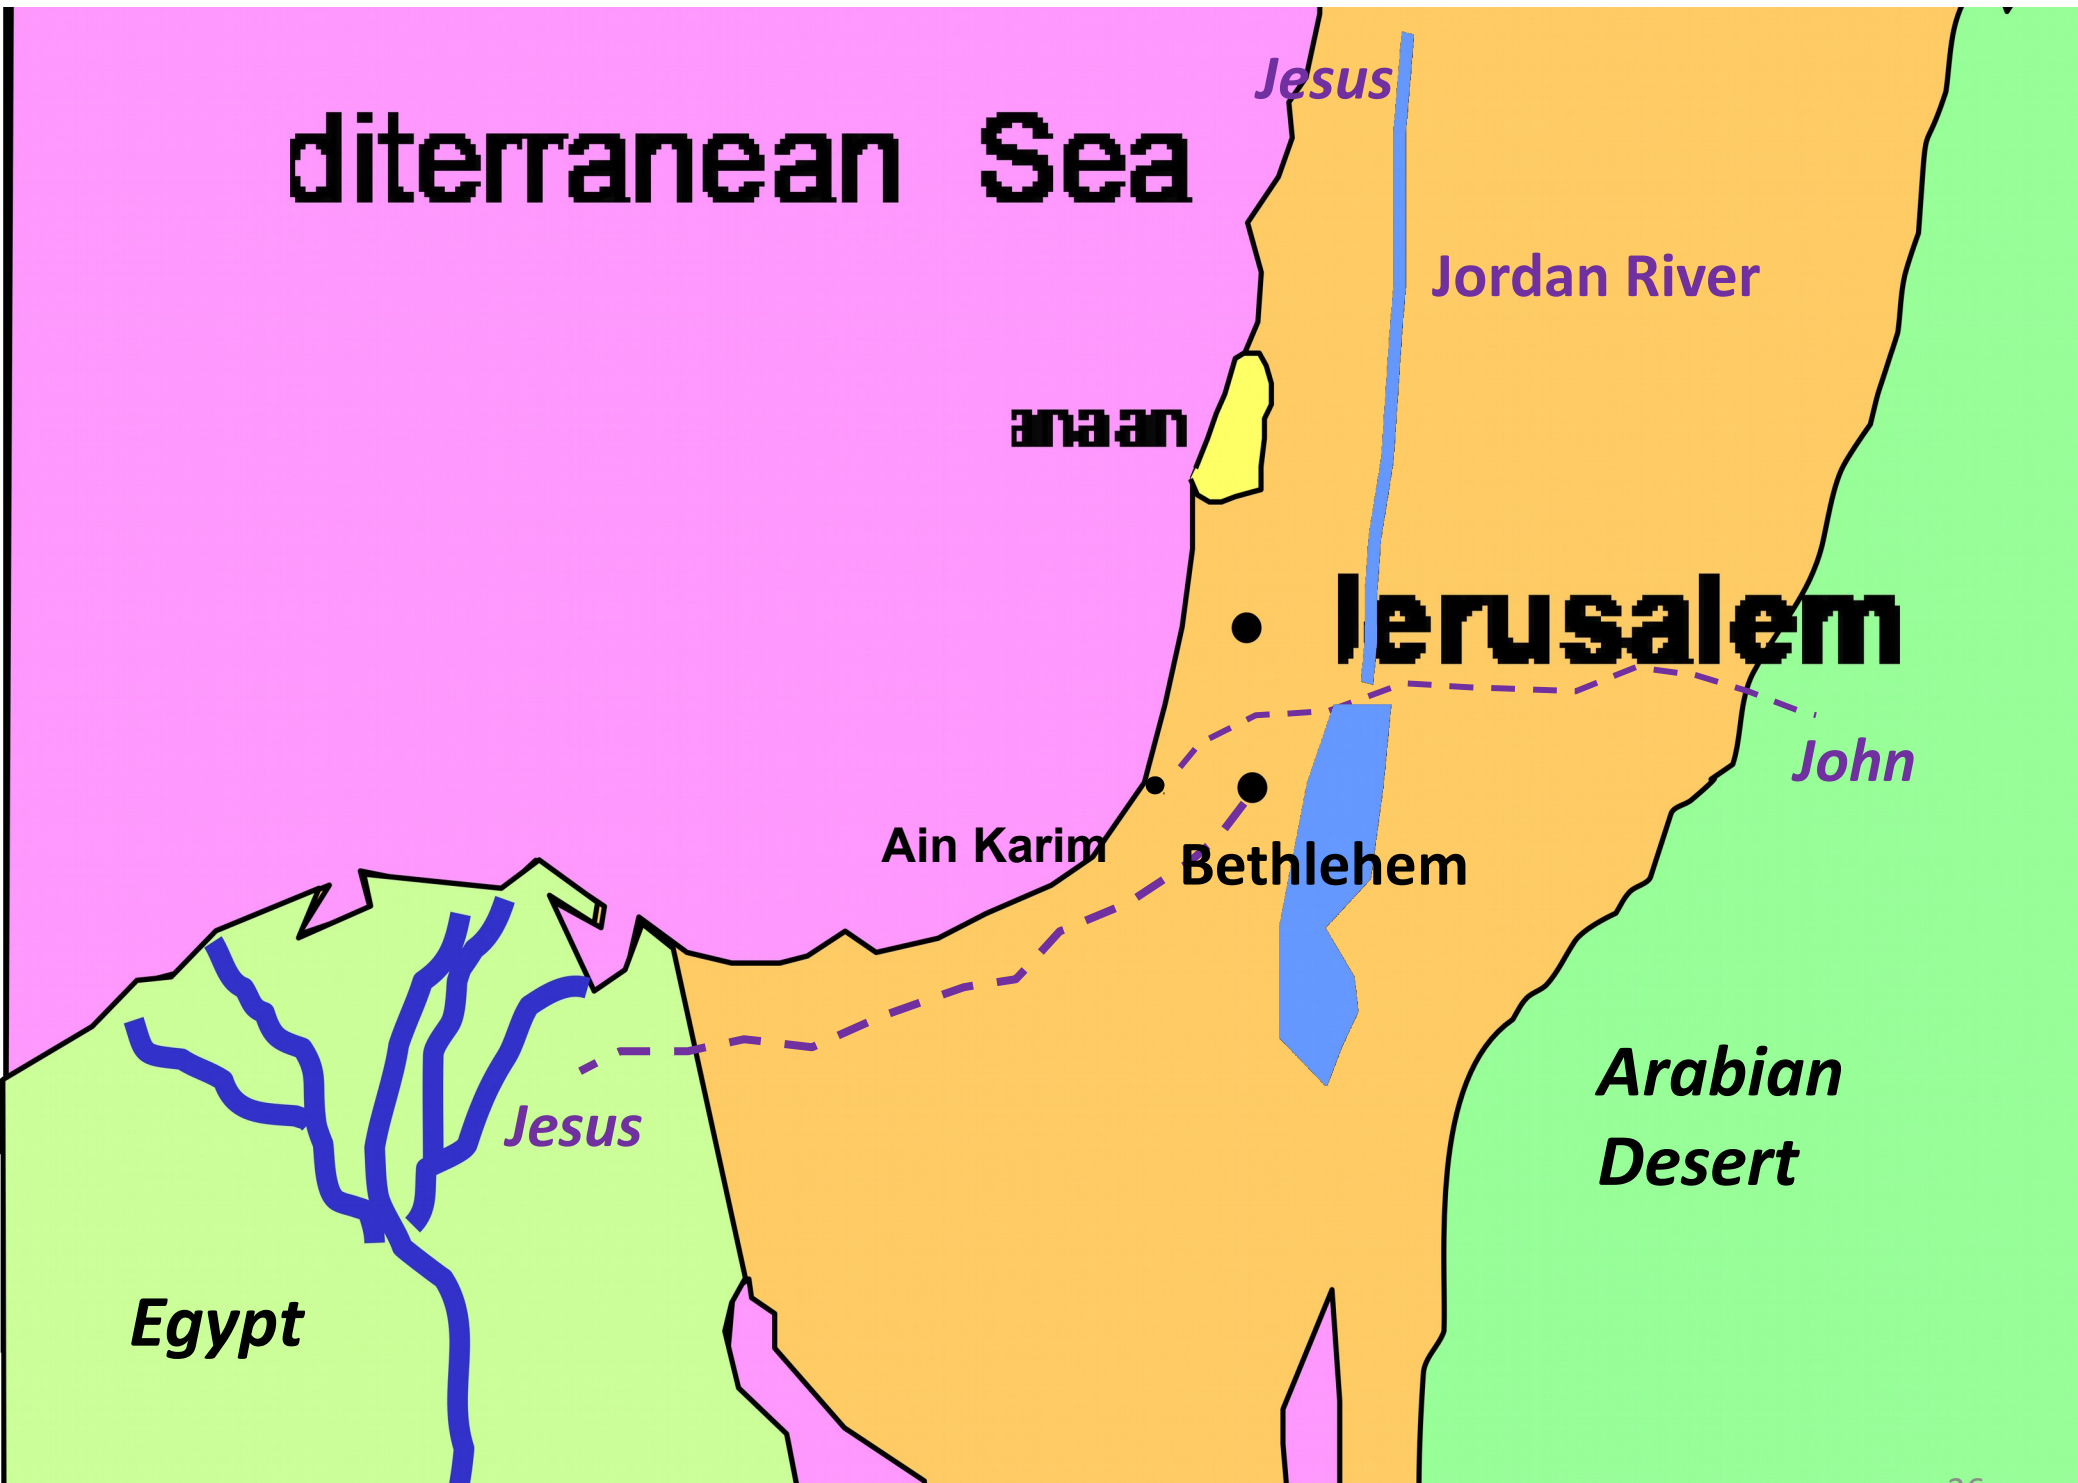 Jesus
diterranean Sea
Jordan River
anaan
Jerusalem
John
Ain Karim
Bethlehem
Arabian
Desert
Jesus
Egypt